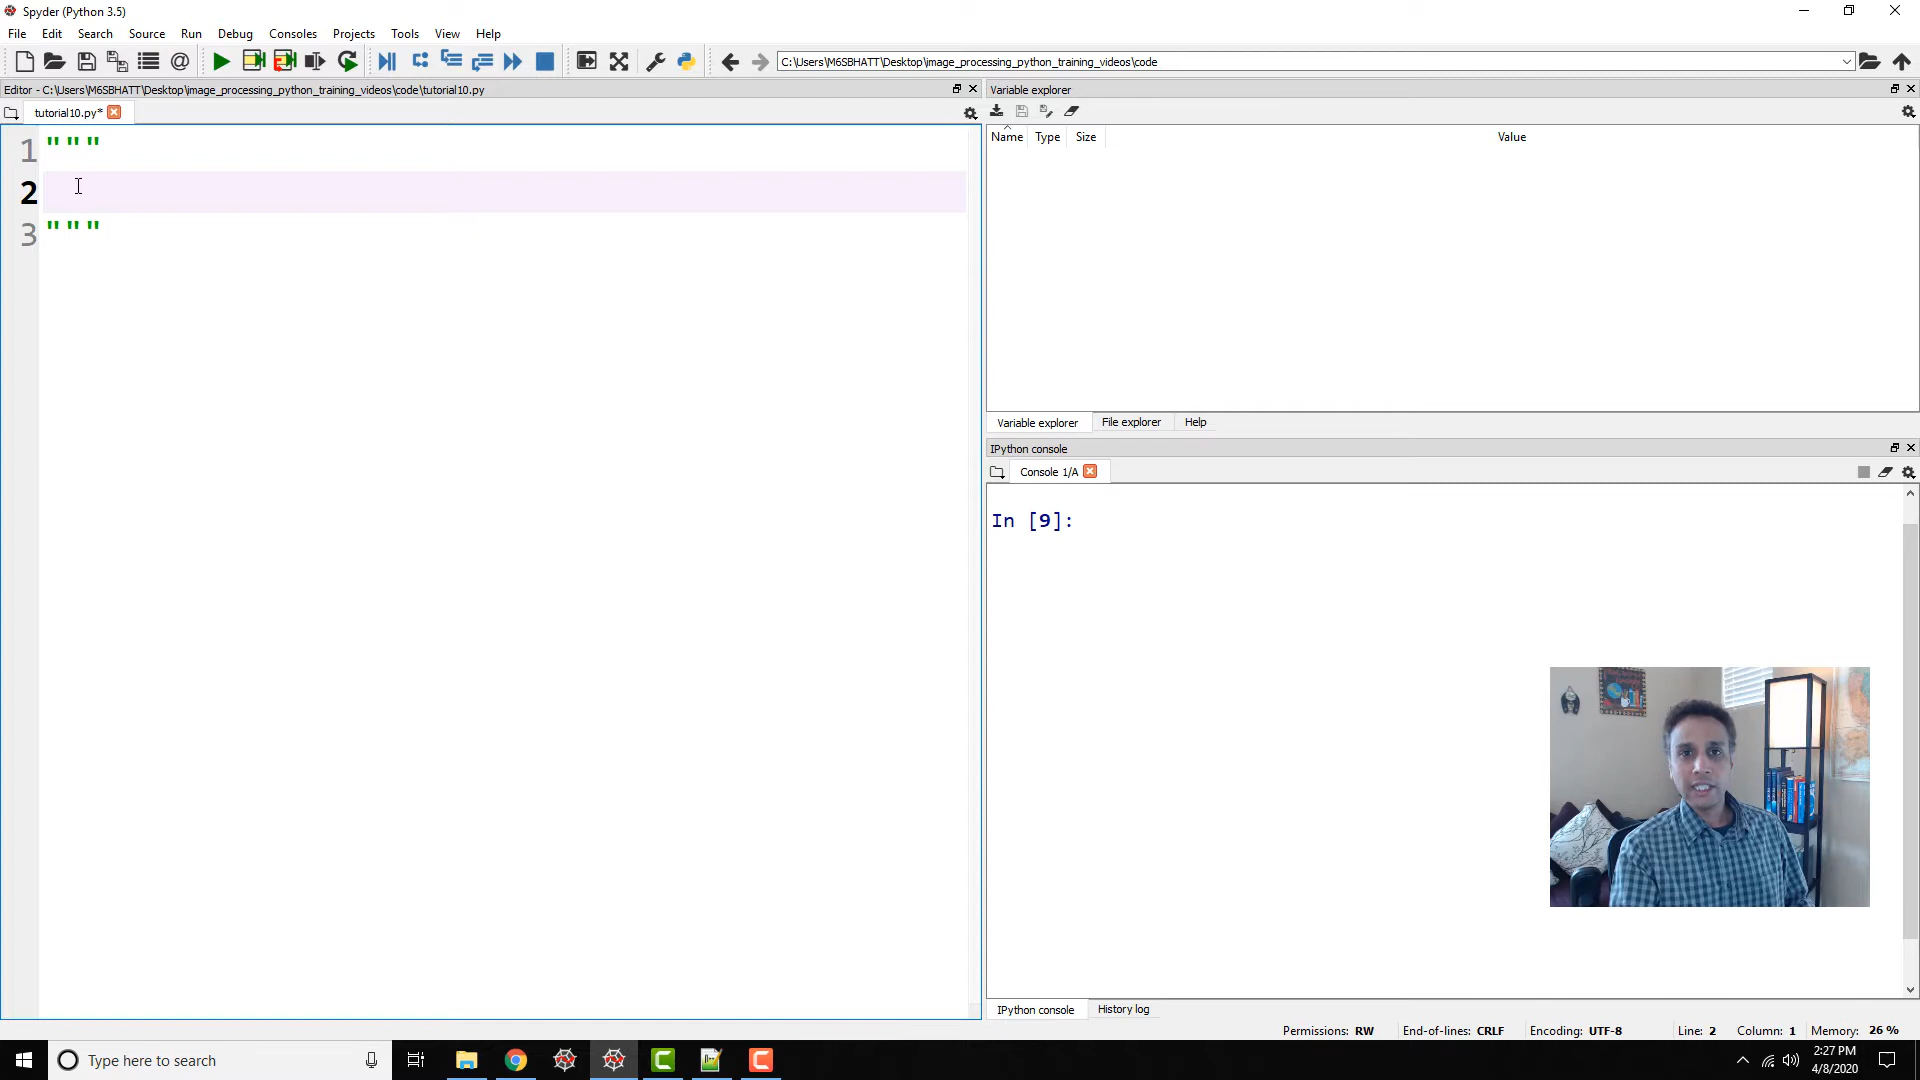 Spyder (Python 3.5)
File Edit Search Source Run Debug Consoles Projects Tools View Help
C:\Users\M6SBHATT\Desktop\image_processing_python_training_videos\code
Editor - C:\Users\M6SBHATT\Desktop\image_processing_python_training_videos\code\tutorial10.py
tutorial10.py*
1 """
2
3 """
Variable explorer
Name Type Size Value
Variable explorer File explorer Help
IPython console
Console 1/A
In [9]:
IPython console History log
Permissions: RW End-of-lines: CRLF Encoding: UTF-8 Line: 2 Column: 1 Memory: 26 %
Type here to search
2:27 PM
4/8/2020